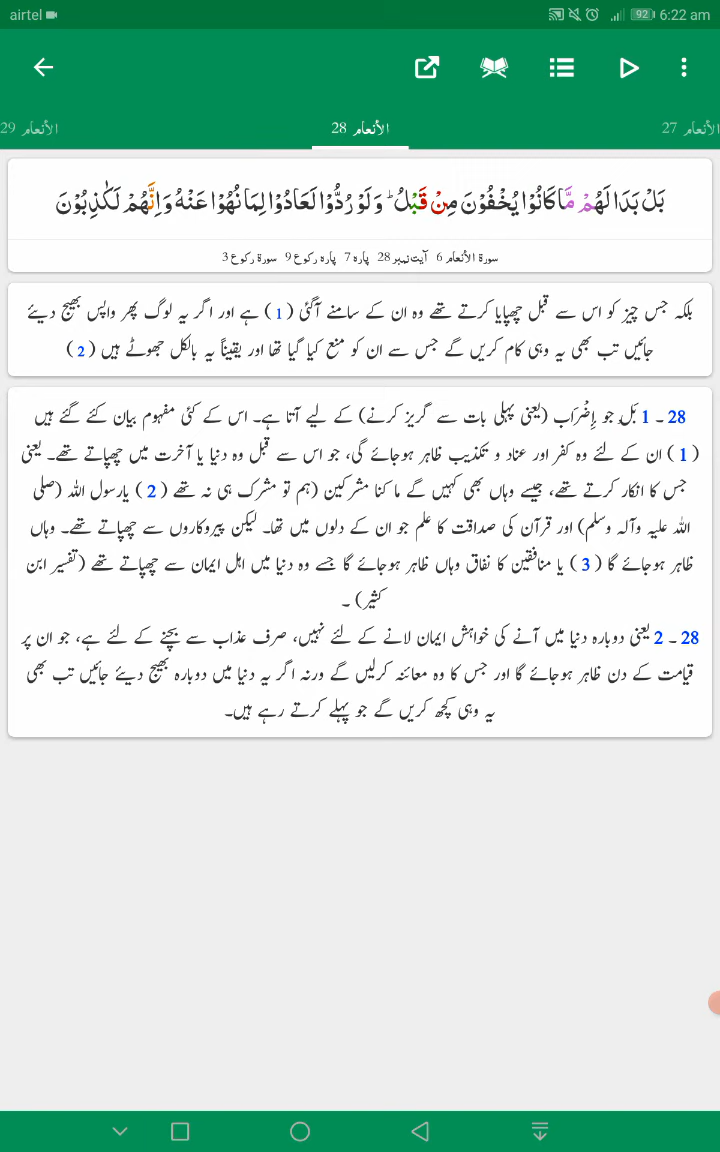 airtel 92 6:22 am
الأنعام 29 الأنعام 28 الأنعام 27
بَلْ بَدَا لَهُمْ مَّا كَانُوْا يُخْفُوْنَ مِنْ قَبْلُ ؕ وَلَوْ رُدُّوْا لَعَادُوْا لِمَا نُهُوْا عَنْهُ وَاِنَّهُمْ لَكٰذِبُوْنَ
سورة الأنعام 6 آیت نمبر 28 پارہ 7 پارہ رکوع 9 سورة رکوع 3
بلکہ جس چیز کو اس سے قبل چھپایا کرتے تھے وہ ان کے سامنے آگئی ( 1 ) ہے اور اگر یہ لوگ پھر واپس بھیج دیئے
جائیں تب بھی یہ وہی کام کریں گے جس سے ان کو منع کیا گیا تھا اور یقیناً یہ بالکل جھوٹے ہیں ( 2 )
28 ۔ 1 بَل جو إِضْرَاب (یعنی پہلی بات سے گریز کرنے) کے لیے آتا ہے۔ اس کے کئی مفہوم بیان کئے گئے ہیں
( 1 ) ان کے لئے وہ کفر اور عناد و تکذیب ظاہر ہوجائے گی، جو اس سے قبل وہ دنیا یا آخرت میں چھپاتے تھے۔ یعنی
جس کا انکار کرتے تھے، جیسے وہاں بھی کہیں گے ما کنا مشرکین (ہم تو مشرک ہی نہ تھے ( 2 ) یارسول اللہ (صلی
اللہ علیہ وآلہ وسلم) اور قرآن کی صداقت کا علم جو ان کے دلوں میں تھا۔ لیکن پیروکاروں سے چھپاتے تھے۔ وہاں
ظاہر ہوجائے گا ( 3 ) یا منافقین کا نفاق وہاں ظاہر ہوجائے گا جسے وہ دنیا میں اہل ایمان سے چھپاتے تھے (تفسیر ابن
کثیر) ۔
28 ۔ 2 یعنی دوبارہ دنیا میں آنے کی خواہش ایمان لانے کے لئے نہیں، صرف عذاب سے بچنے کے لئے ہے، جو ان پر
قیامت کے دن ظاہر ہوجائے گا اور جس کا وہ معائنہ کرلیں گے ورنہ اگر یہ دنیا میں دوبارہ بھیج دیئے جائیں تب بھی
یہ وہی کچھ کریں گے جو پہلے کرتے رہے ہیں۔